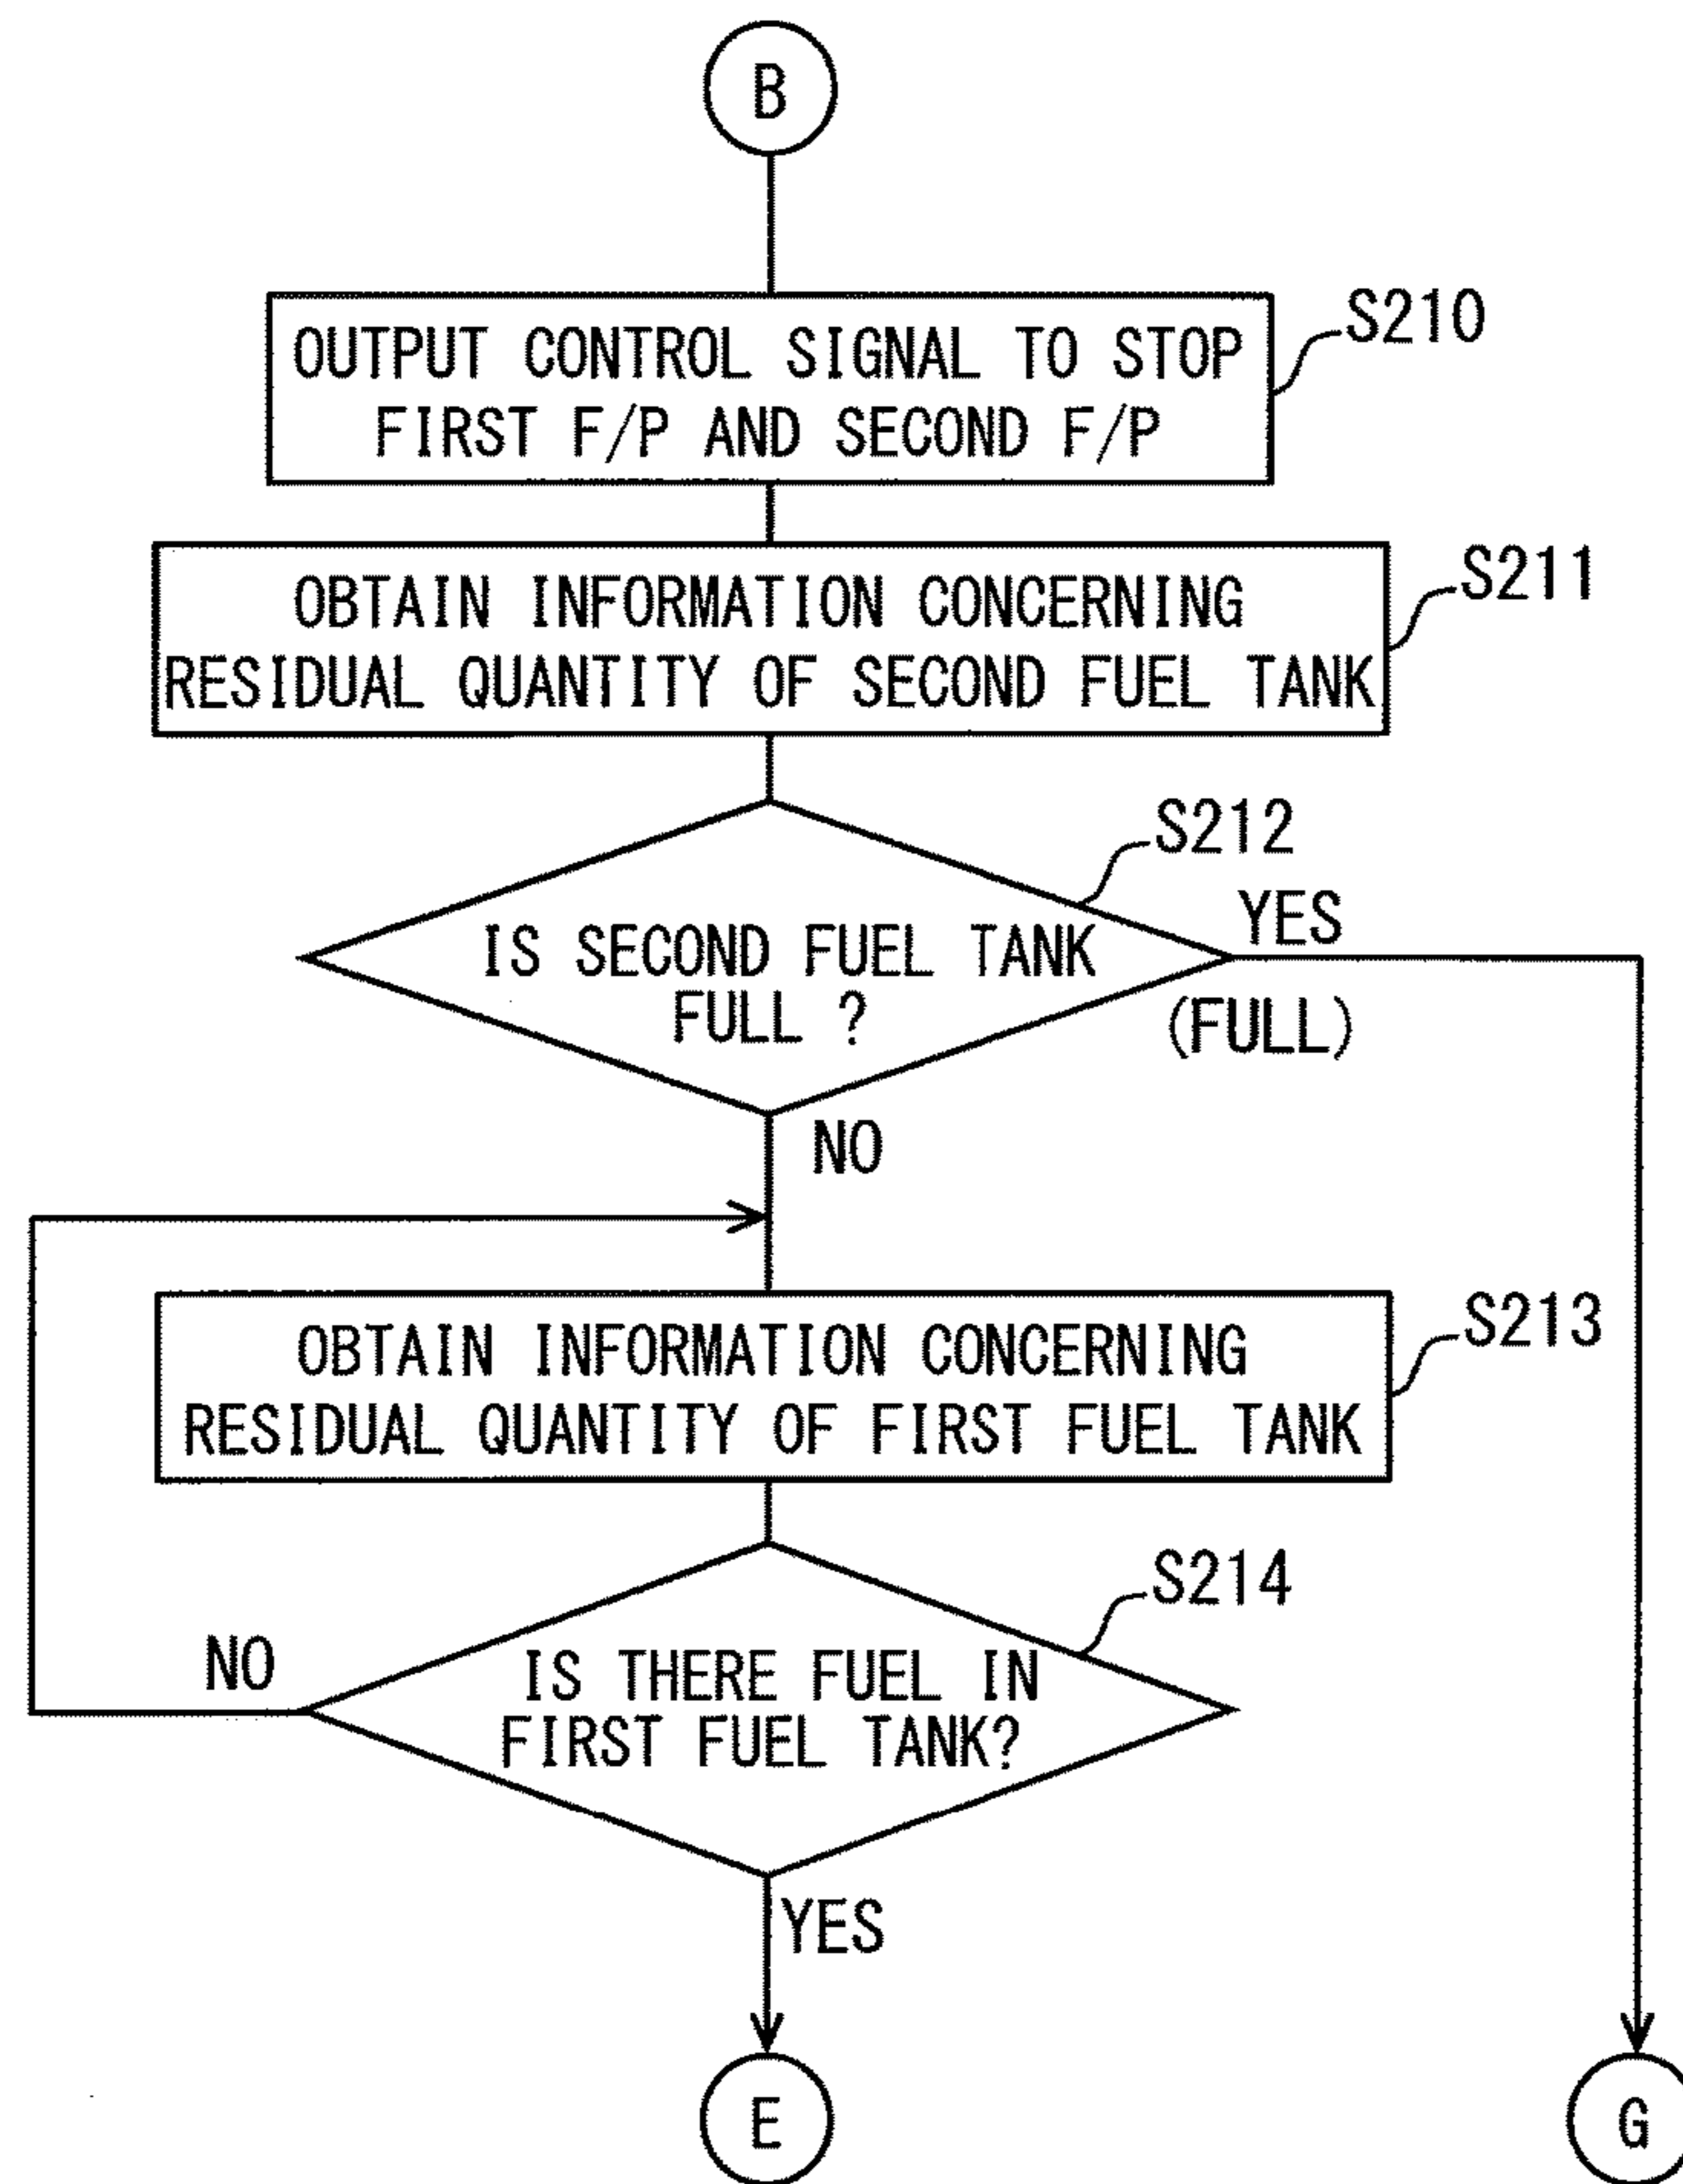 B
OUTPUT CONTROL SIGNAL TO STOP
FIRST F/P AND SECOND F/P
S210
OBTAIN INFORMATION CONCERNING
RESIDUAL QUANTITY OF SECOND FUEL TANK
S211
S212
IS SECOND FUEL TANK
FULL ?
YES
(FULL)
NO
OBTAIN INFORMATION CONCERNING
RESIDUAL QUANTITY OF FIRST FUEL TANK
S213
S214
IS THERE FUEL IN
FIRST FUEL TANK?
NO
YES
E
G